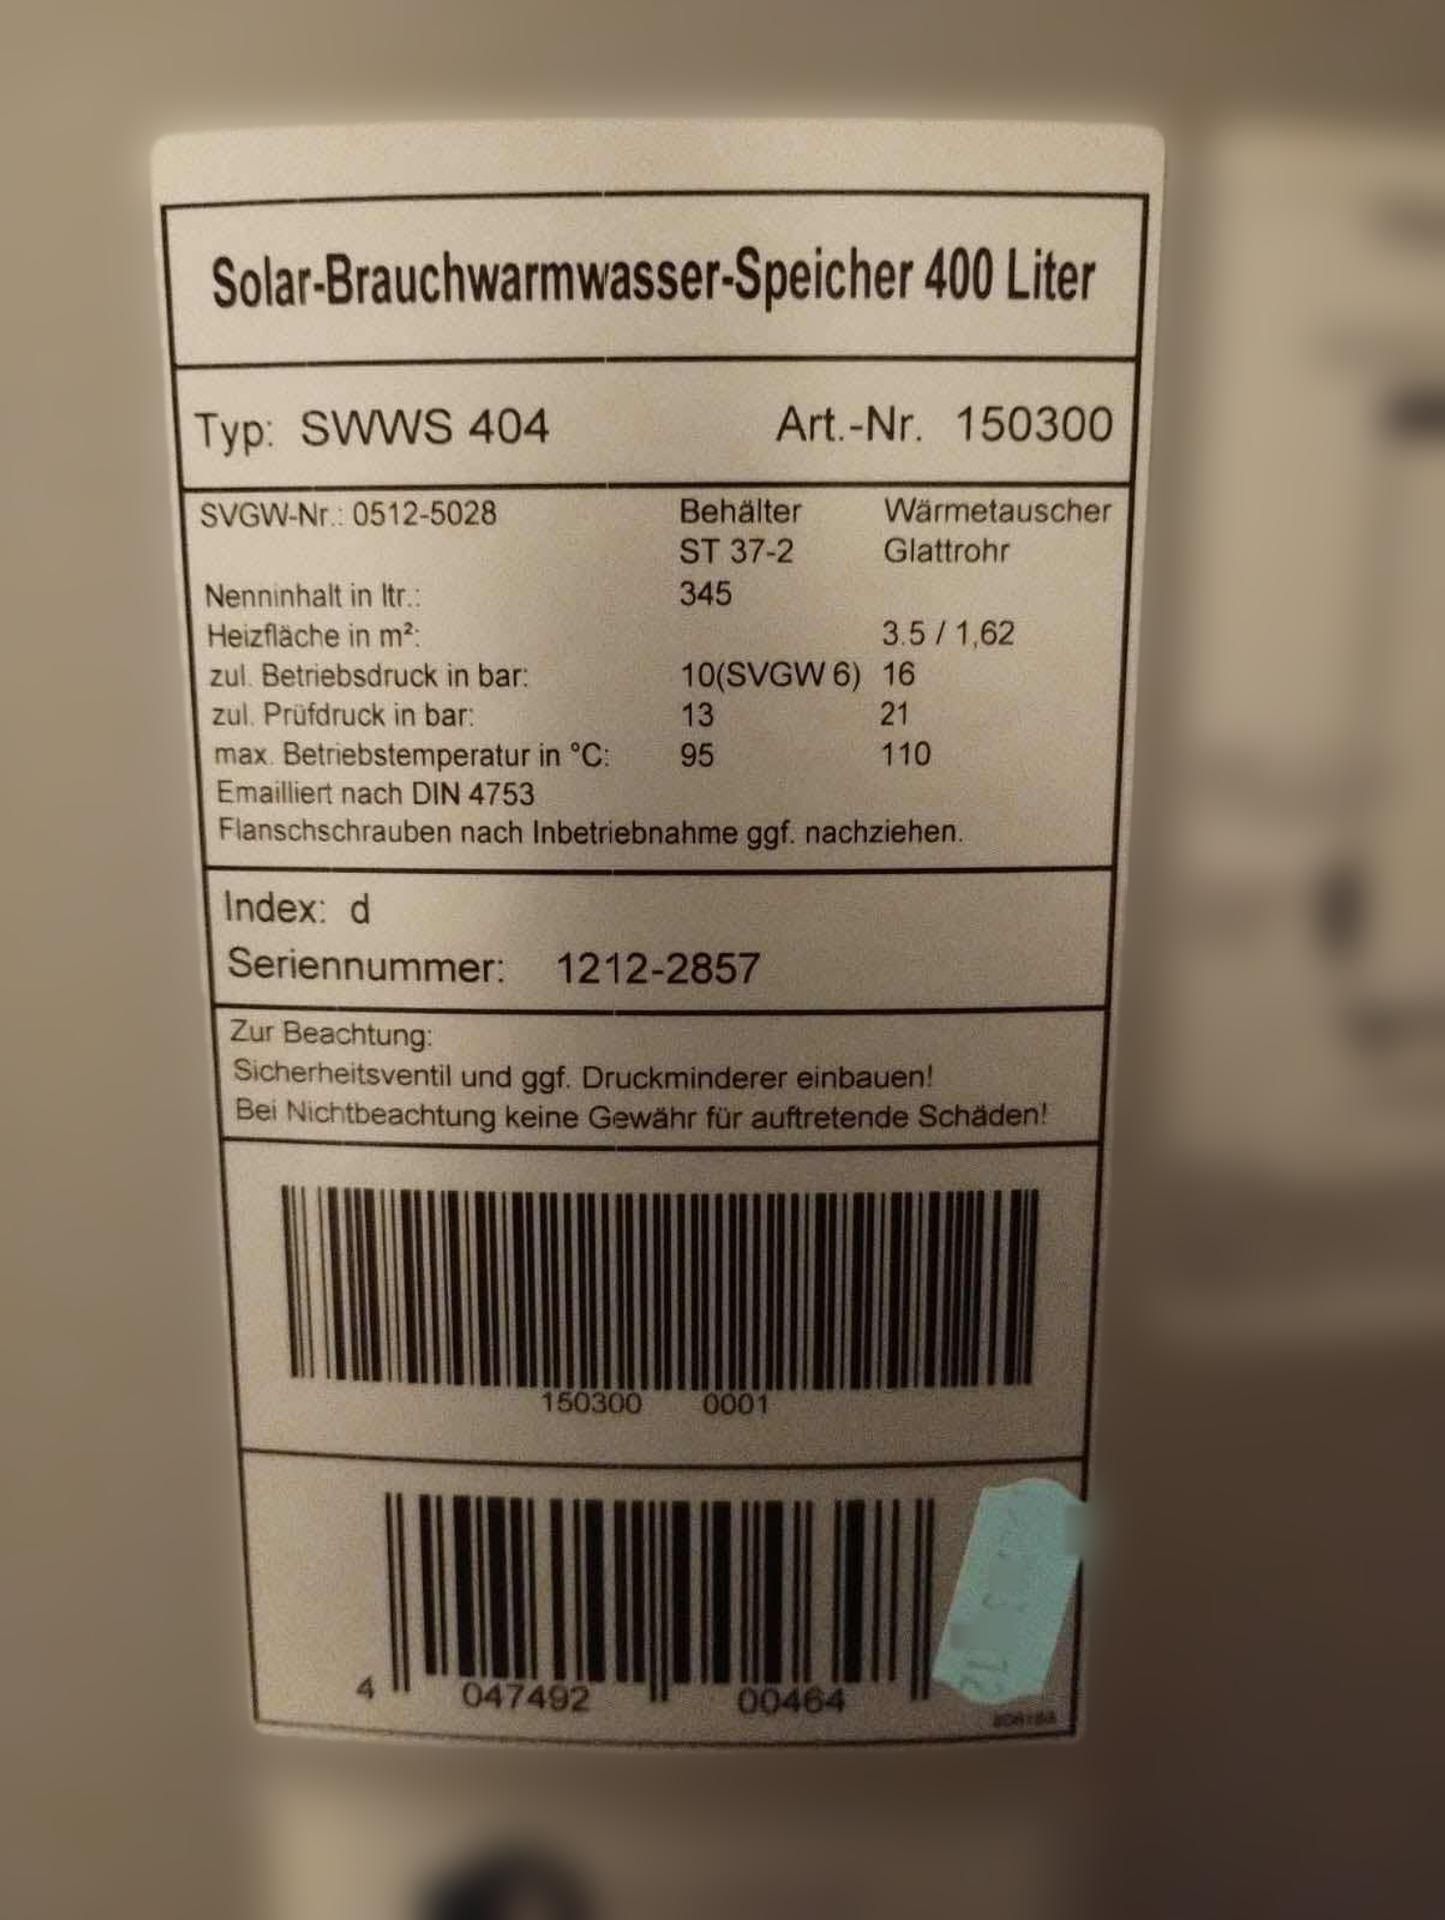 Solar-Brauchwarmwasser-Speicher 400 Liter
Typ: SWWS 404 Art.-Nr. 150300
SVGW-Nr.: 0512-5028 Behälter Wärmetauscher
ST 37-2 Glattrohr
Nenninhalt in ltr.: 345
Heizfläche in m²: 3.5 / 1,62
zul. Betriebsdruck in bar: 10(SVGW 6) 16
zul. Prüfdruck in bar: 13 21
max. Betriebstemperatur in °C: 95 110
Emailliert nach DIN 4753
Flanschschrauben nach Inbetriebnahme ggf. nachziehen.
Index: d
Seriennummer: 1212-2857
Zur Beachtung:
Sicherheitsventil und ggf. Druckminderer einbauen!
Bei Nichtbeachtung keine Gewähr für auftretende Schäden!
150300 0001
4 047492 00464